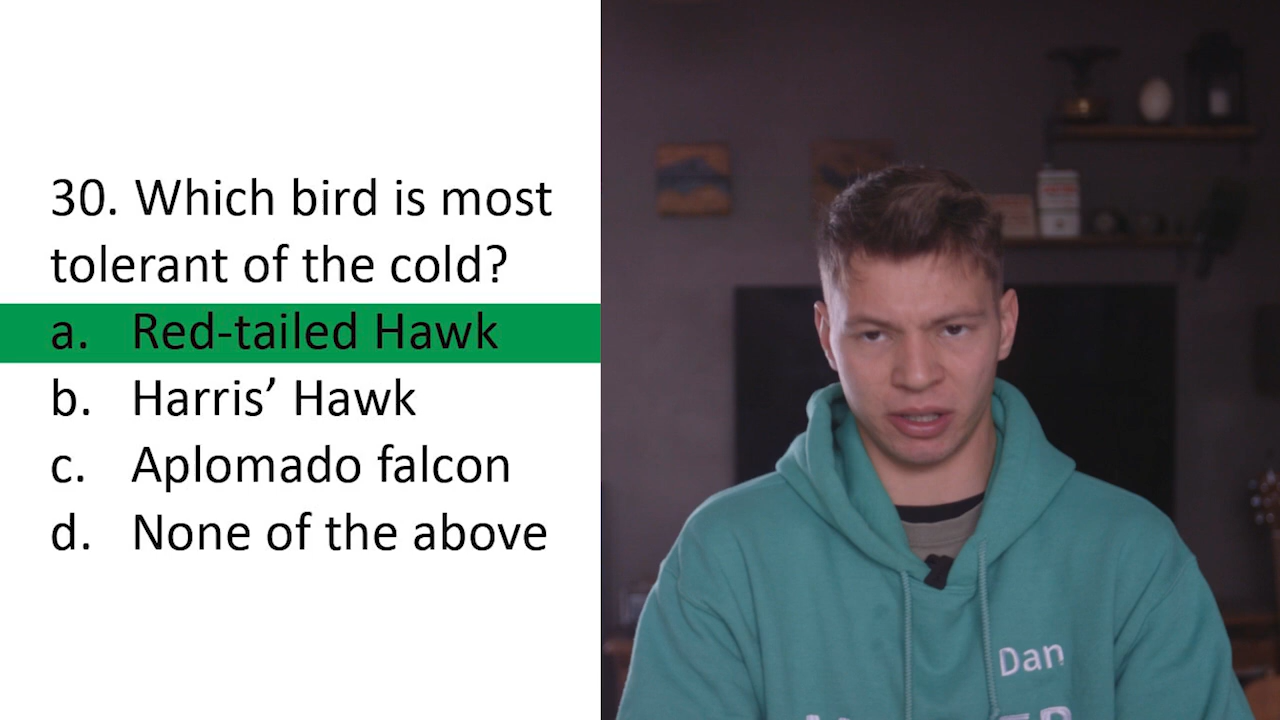 30. Which bird is most
tolerant of the cold?
a. Red-tailed Hawk
b. Harris’ Hawk
c. Aplomado falcon
d. None of the above
Dan